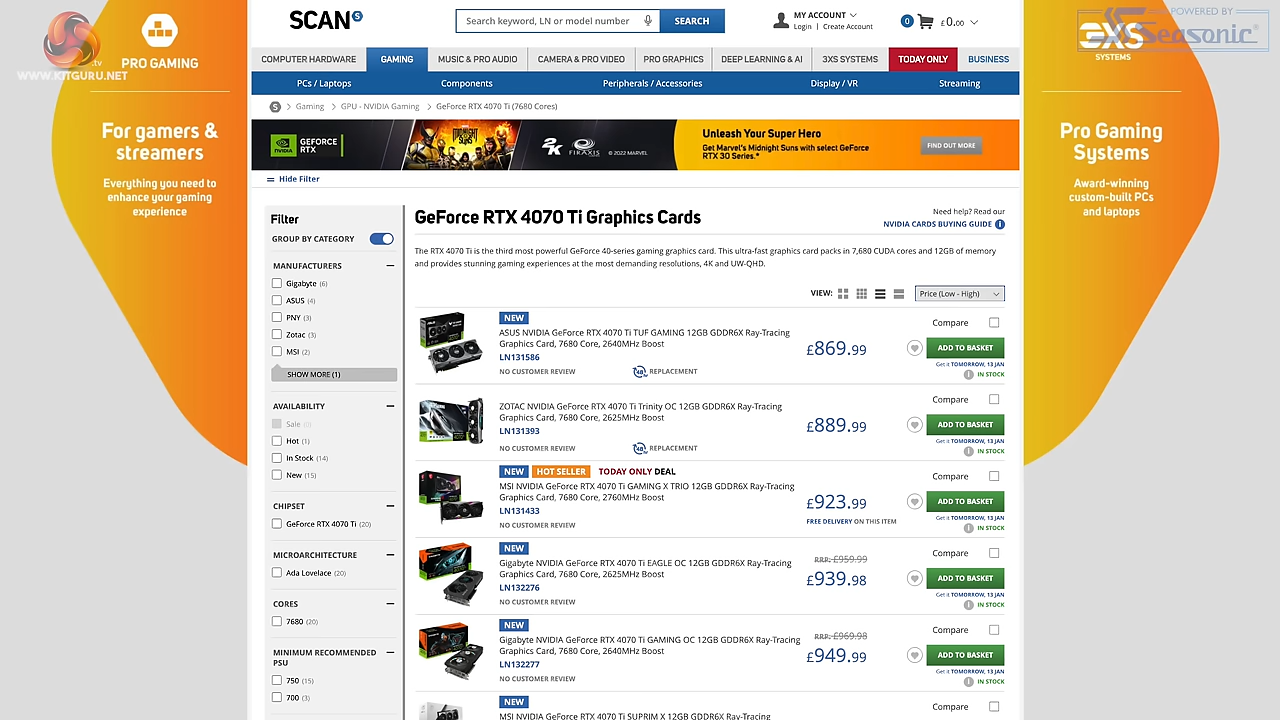 SCAN S
Search keyword, LN or model number
SEARCH
MY ACCOUNT
Login | Create Account
0
£0.00
POWERED BY
Seasonic
3XS
SYSTEMS
.tv
WWW.KITGURU.NET
PRO GAMING
COMPUTER HARDWARE
GAMING
MUSIC & PRO AUDIO
CAMERA & PRO VIDEO
PROSTHETICS
DEEP LEARNING & AI
3XS SYSTEMS
TODAY ONLY
BUSINESS
PCs / Laptops
Components
Peripherals / Accessories
Display / VR
Streaming
S
Gaming
GPU - NVIDIA Gaming
GeForce RTX 4070 Ti (7680 Cores)
For gamers &
streamers
Everything you need to
enhance your gaming
experience
NVIDIA
GEFORCE
RTX
MIDNIGHT
SUNS
2K
FIRAXIS
© 2022 MARVEL
Unleash Your Super Hero
Get Marvel's Midnight Suns with select GeForce
RTX 30 Series.*
FIND OUT MORE
Pro Gaming
Systems
Award-winning
custom-built PCs
and laptops
Hide Filter
Filter
GROUP BY CATEGORY
MANUFACTURERS
Gigabyte (6)
ASUS (4)
PNY (3)
Zotac (3)
MSI (2)
SHOW MORE (1)
AVAILABILITY
Sale (0)
Hot (1)
In Stock (14)
New (15)
CHIPSET
GeForce RTX 4070 Ti (20)
MICROARCHITECTURE
Ada Lovelace (20)
CORES
7680 (20)
MINIMUM RECOMMENDED
PSU
750 (15)
700 (3)
GeForce RTX 4070 Ti Graphics Cards
Need help? Read our
NVIDIA CARDS BUYING GUIDE i
The RTX 4070 Ti is the third most powerful GeForce 40-series gaming graphics card. This ultra-fast graphics card packs in 7,680 CUDA cores and 12GB of memory
and provides stunning gaming experiences at the most demanding resolutions, 4K and UW-QHD.
VIEW:
Price (Low - High)
NEW
ASUS NVIDIA GeForce RTX 4070 Ti TUF GAMING 12GB GDDR6X Ray-Tracing
Graphics Card, 7680 Core, 2640MHz Boost
LN131586
NO CUSTOMER REVIEW
48 REPLACEMENT
£869.99
Compare
ADD TO BASKET
Get it TOMORROW, 13 JAN
i IN STOCK
ZOTAC NVIDIA GeForce RTX 4070 Ti Trinity OC 12GB GDDR6X Ray-Tracing
Graphics Card, 7680 Core, 2625MHz Boost
LN131393
NO CUSTOMER REVIEW
48 REPLACEMENT
£889.99
Compare
ADD TO BASKET
Get it TOMORROW, 13 JAN
i IN STOCK
NEW HOT SELLER TODAY ONLY DEAL
MSI NVIDIA GeForce RTX 4070 Ti GAMING X TRIO 12GB GDDR6X Ray-Tracing
Graphics Card, 7680 Core, 2760MHz Boost
LN131433
NO CUSTOMER REVIEW
£923.99
FREE DELIVERY ON THIS ITEM
Compare
ADD TO BASKET
Get it TOMORROW, 13 JAN
i IN STOCK
NEW
Gigabyte NVIDIA GeForce RTX 4070 Ti EAGLE OC 12GB GDDR6X Ray-Tracing
Graphics Card, 7680 Core, 2625MHz Boost
LN132276
NO CUSTOMER REVIEW
RRP: £959.99
£939.98
Compare
ADD TO BASKET
Get it TOMORROW, 13 JAN
i IN STOCK
NEW
Gigabyte NVIDIA GeForce RTX 4070 Ti GAMING OC 12GB GDDR6X Ray-Tracing
Graphics Card, 7680 Core, 2640MHz Boost
LN132277
NO CUSTOMER REVIEW
RRP: £969.98
£949.99
Compare
ADD TO BASKET
Get it TOMORROW, 13 JAN
i IN STOCK
NEW
MSI NVIDIA GeForce RTX 4070 Ti SUPRIM X 12GB GDDR6X Ray-Tracing
Compare